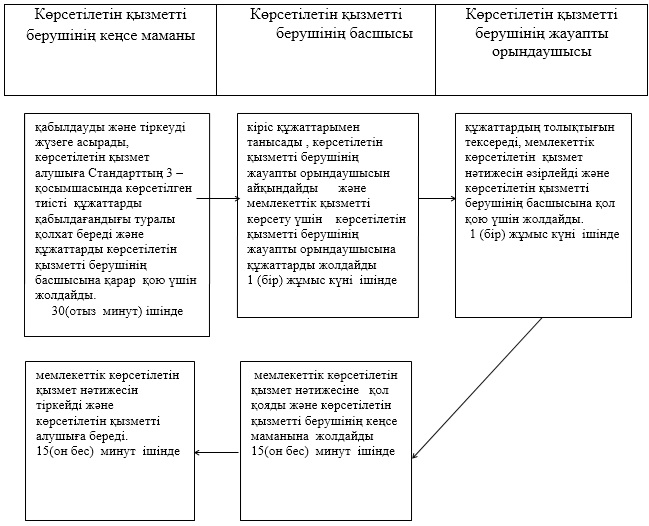 Көрсетілетін қызметті
берушінің кеңсе маманы
Көрсетілетін қызметті
берушінің басшысы
Көрсетілетін қызметті
берушінің жауапты
орындаушысы
қабылдауды және тіркеуді
жүзеге асырады,
көрсетілетін қызмет
алушыға Стандарттың 3 –
қосымшасында көрсетілген
тиісті құжаттарды
қабылдағандығы туралы
қолхат береді және
құжаттарды көрсетілетін
қызметті берушінің
басшысына қарар қою үшін
жолдайды.
30(отыз минут) ішінде
кіріс құжаттарымен
танысады , көрсетілетін
қызметті берушінің
жауапты орындаушысын
айқындайды және
мемлекеттік қызметті
көрсету үшін көрсетілетін
қызметті берушінің
жауапты орындаушысына
құжаттарды жолдайды
1 (бір) жұмыс күні ішінде
құжаттардың толықтығын
тексереді, мемлекеттік
көрсетілетін қызмет
нәтижесін әзірлейді және
көрсетілетін қызметті
берушінің басшысына қол
қою үшін жолдайды.
1 (бір) жұмыс күні ішінде
мемлекеттік көрсетілетін
қызмет нәтижесін
тіркейді және
көрсетілетін қызметті
алушыға береді.
15(он бес) минут ішінде
мемлекеттік көрсетілетін
қызмет нәтижесіне қол
қояды және көрсетілетін
қызметті берушінің кеңсе
маманына жолдайды
15(он бес) минут ішінде